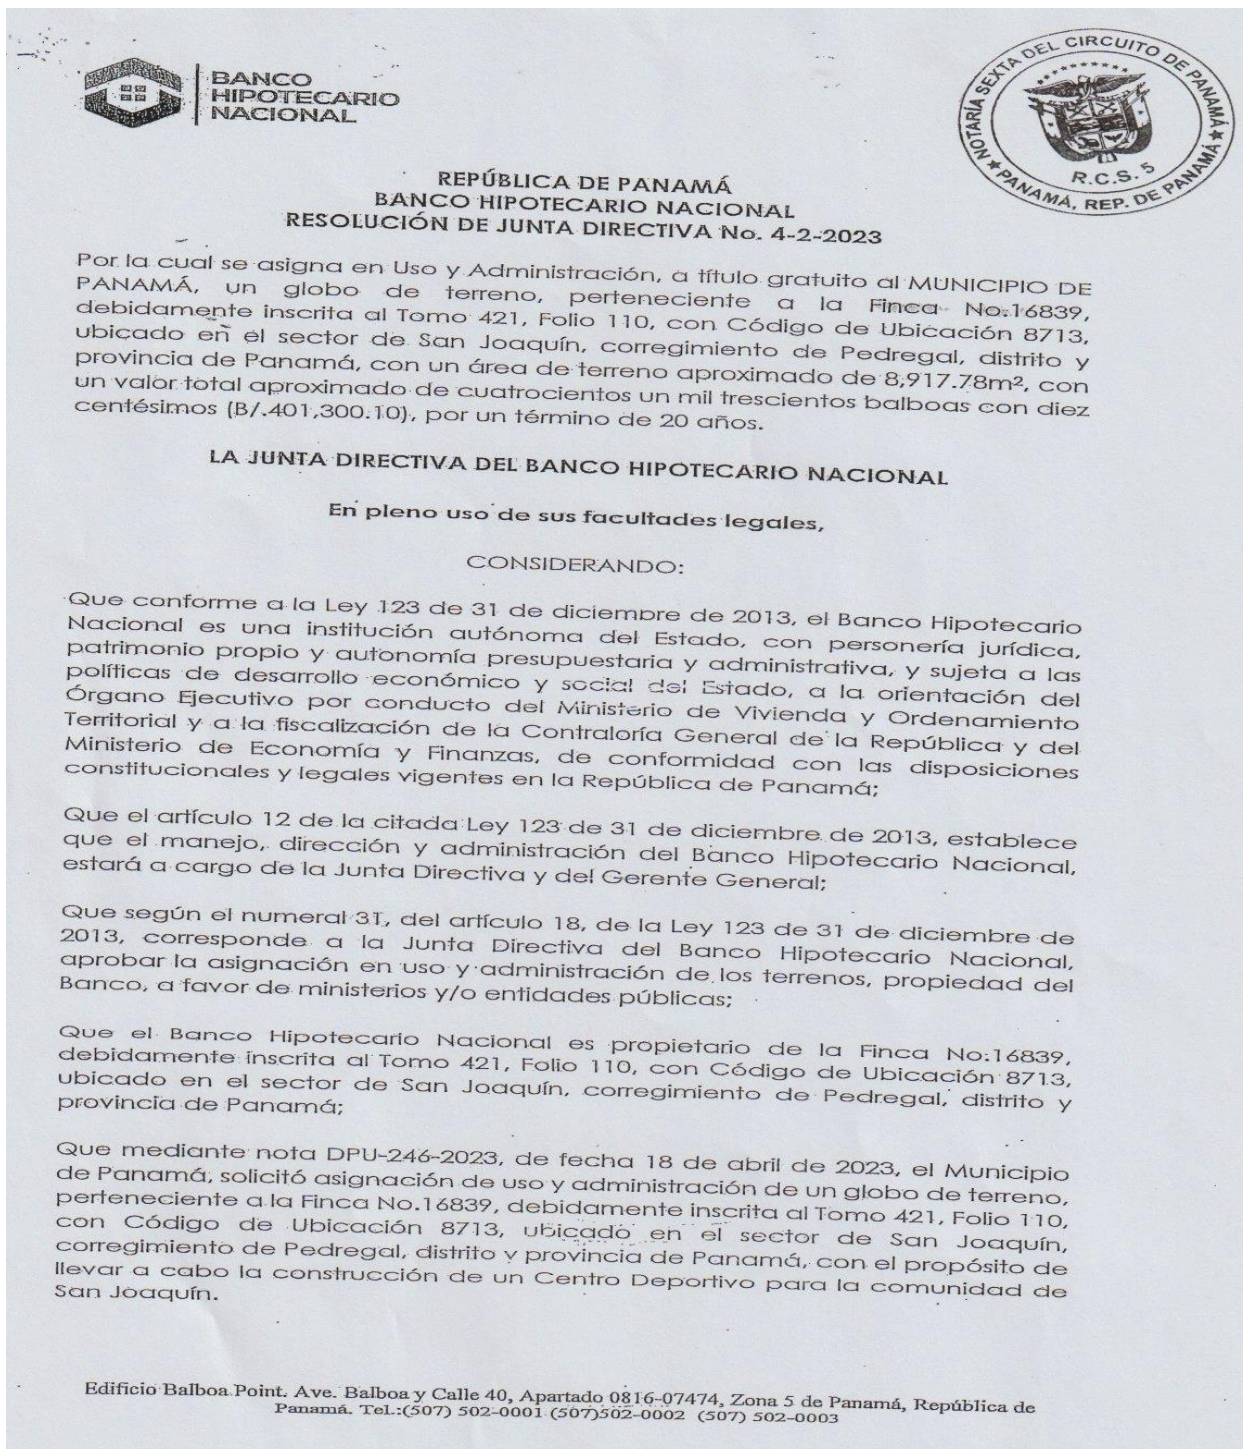 BANCO
HIPOTECARIO
NACIONAL
NOTARÍA SEXTA DEL CIRCUITO DE PANAMÁ
R.C.S. 5
PANAMÁ, REP. DE PANAMÁ
REPÚBLICA DE PANAMÁ
BANCO HIPOTECARIO NACIONAL
RESOLUCIÓN DE JUNTA DIRECTIVA No. 4-2-2023
Por la cual se asigna en Uso y Administración, a título gratuito al MUNICIPIO DE
PANAMÁ, un globo de terreno, perteneciente a la Finca No.16839,
debidamente inscrita al Tomo 421, Folio 110, con Código de Ubicación 8713,
ubicado en el sector de San Joaquín, corregimiento de Pedregal, distrito y
provincia de Panamá, con un área de terreno aproximado de 8,917.78m², con
un valor total aproximado de cuatrocientos un mil trescientos balboas con diez
centésimos (B/.401,300.10), por un término de 20 años.
LA JUNTA DIRECTIVA DEL BANCO HIPOTECARIO NACIONAL
En pleno uso de sus facultades legales,
CONSIDERANDO:
Que conforme a la Ley 123 de 31 de diciembre de 2013, el Banco Hipotecario
Nacional es una institución autónoma del Estado, con personería jurídica,
patrimonio propio y autonomía presupuestaria y administrativa, y sujeta a las
políticas de desarrollo económico y social del Estado, a la orientación del
Órgano Ejecutivo por conducto del Ministerio de Vivienda y Ordenamiento
Territorial y a la fiscalización de la Contraloría General de la República y del
Ministerio de Economía y Finanzas, de conformidad con las disposiciones
constitucionales y legales vigentes en la República de Panamá;
Que el artículo 12 de la citada Ley 123 de 31 de diciembre de 2013, establece
que el manejo, dirección y administración del Banco Hipotecario Nacional,
estará a cargo de la Junta Directiva y del Gerente General;
Que según el numeral 31, del artículo 18, de la Ley 123 de 31 de diciembre de
2013, corresponde a la Junta Directiva del Banco Hipotecario Nacional,
aprobar la asignación en uso y administración de los terrenos, propiedad del
Banco, a favor de ministerios y/o entidades públicas;
Que el Banco Hipotecario Nacional es propietario de la Finca No.16839,
debidamente inscrita al Tomo 421, Folio 110, con Código de Ubicación 8713,
ubicado en el sector de San Joaquín, corregimiento de Pedregal, distrito y
provincia de Panamá;
Que mediante nota DPU-246-2023, de fecha 18 de abril de 2023, el Municipio
de Panamá, solicitó asignación de uso y administración de un globo de terreno,
perteneciente a la Finca No.16839, debidamente inscrita al Tomo 421, Folio 110,
con Código de Ubicación 8713, ubicado en el sector de San Joaquín,
corregimiento de Pedregal, distrito y provincia de Panamá, con el propósito de
llevar a cabo la construcción de un Centro Deportivo para la comunidad de
San Joaquín.
Edificio Balboa Point. Ave. Balboa y Calle 40, Apartado 0816-07474, Zona 5 de Panamá, República de
Panamá. Tel.:(507) 502-0001 (507)502-0002 (507) 502-0003